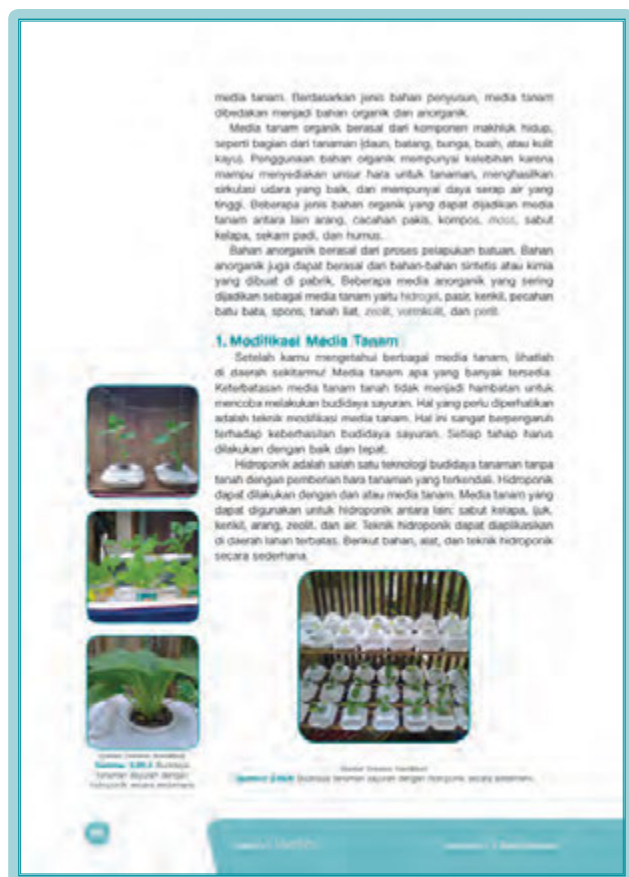 media tanam. Berdasarkan jenis bahan penyusun, media tanam
dibedakan menjadi bahan organik dan anorganik.
Media tanam organik berasal dari komponen makhluk hidup,
seperti bagian dari tanaman (daun, batang, bunga, buah, atau kulit
kayu). Penggunaan bahan organik mempunyai kelebihan karena
mampu menyediakan unsur hara untuk tanaman, menghasilkan
sirkulasi udara yang baik, dan mempunyai daya serap air yang
tinggi. Beberapa jenis bahan organik yang dapat dijadikan media
tanam antara lain arang, cacahan pakis, kompos, moss, sabut
kelapa, sekam padi, dan humus.
Bahan anorganik berasal dari proses pelapukan batuan. Bahan
anorganik juga dapat berasal dari bahan-bahan sintetis atau kimia
yang dibuat di pabrik. Beberapa media anorganik yang sering
dijadikan sebagai media tanam yaitu hidrogel, pasir, kerikil, pecahan
batu bata, spons, tanah liat, zeolit, vermikulit, dan perlit.
1. Modifikasi Media Tanam
Setelah kamu mengetahui berbagai media tanam, lihatlah
di daerah sekitarmu! Media tanam apa yang banyak tersedia.
Keterbatasan media tanam tanah tidak menjadi hambatan untuk
mencoba melakukan budidaya sayuran. Hal yang perlu diperhatikan
adalah teknik modifikasi media tanam. Hal ini sangat berpengaruh
terhadap keberhasilan budidaya sayuran. Setiap tahap harus
dilakukan dengan baik dan tepat.
Hidroponik adalah salah satu teknologi budidaya tanaman tanpa
tanah dengan pemberian hara tanaman yang terkendali. Hidroponik
dapat dilakukan dengan dan atau media tanam. Media tanam yang
dapat digunakan untuk hidroponik antara lain: sabut kelapa, ijuk,
kerikil, arang, zeolit, dan air. Teknik hidroponik dapat diaplikasikan
di daerah lahan terbatas. Berikut bahan, alat, dan teknik hidroponik
secara sederhana.
Budidaya
tanaman sayuran dengan
hidroponik secara sederhana
Budidaya tanaman sayuran dengan hidroponik secara sederhana.